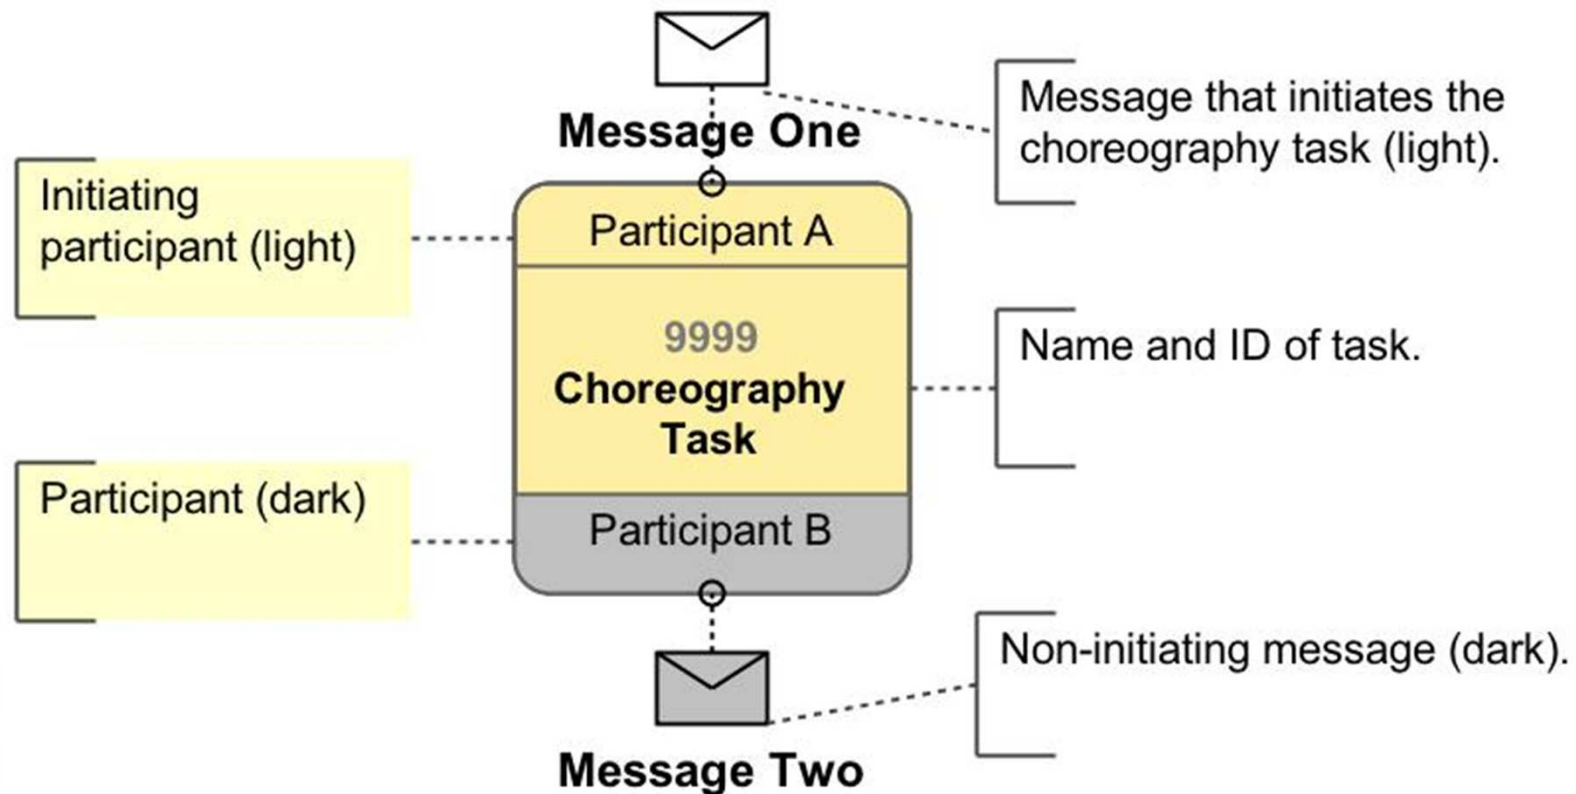 Message One
Message that initiates the
choreography task (light).
Initiating
participant (light)
Participant A
9999
Choreography
Task
Name and ID of task.
Participant (dark)
Participant B
Non-initiating message (dark).
Message Two